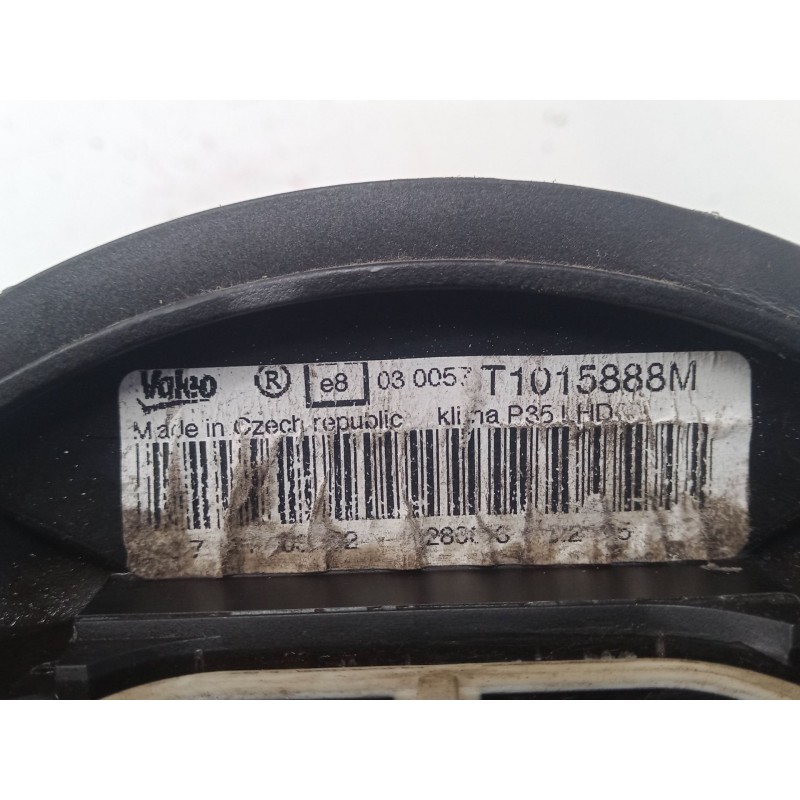 Valeo ® e8 03 0057 T1015888M
Made in Czech republic klima P35 LHD